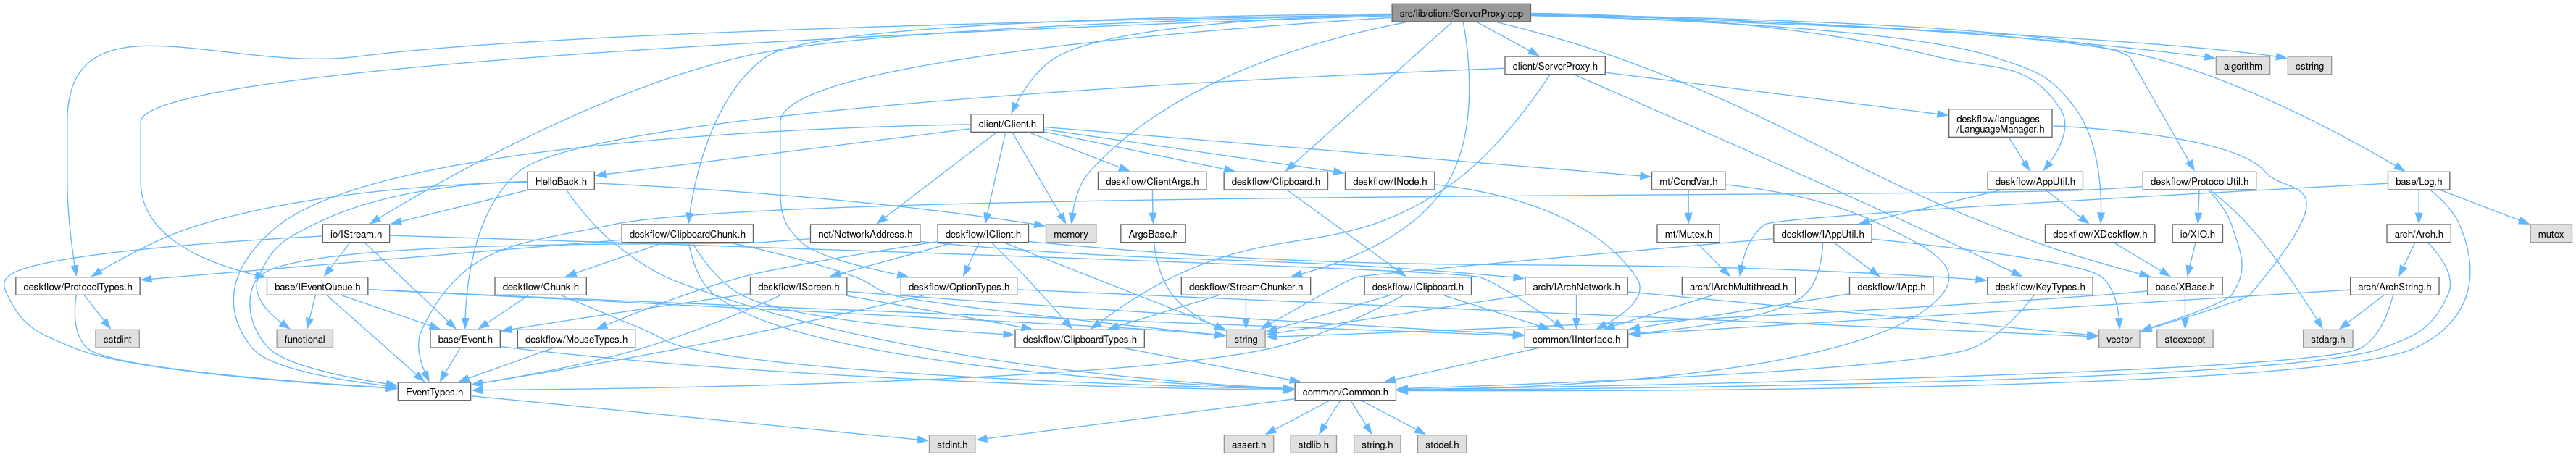 src/lib/client/ServerProxy.cpp
client/ServerProxy.h
algorithm
cstring
client/Client.h
deskflow/languages
/LanguageManager.h
HelloBack.h
deskflow/ClientArgs.h
deskflow/Clipboard.h
deskflow/INode.h
mt/CondVar.h
deskflow/AppUtil.h
deskflow/ProtocolUtil.h
base/Log.h
io/IStream.h
deskflow/ClipboardChunk.h
net/NetworkAddress.h
deskflow/IClient.h
memory
ArgsBase.h
mt/Mutex.h
deskflow/IAppUtil.h
deskflow/XDeskflow.h
io/XIO.h
arch/Arch.h
mutex
deskflow/ProtocolTypes.h
base/IEventQueue.h
deskflow/Chunk.h
deskflow/IScreen.h
deskflow/OptionTypes.h
deskflow/StreamChunker.h
deskflow/IClipboard.h
arch/IArchNetwork.h
arch/IArchMultithread.h
deskflow/IApp.h
deskflow/KeyTypes.h
base/XBase.h
arch/ArchString.h
cstdint
functional
base/Event.h
deskflow/MouseTypes.h
deskflow/ClipboardTypes.h
string
common/IInterface.h
vector
stdexcept
stdarg.h
EventTypes.h
common/Common.h
stdint.h
assert.h
stdlib.h
string.h
stddef.h